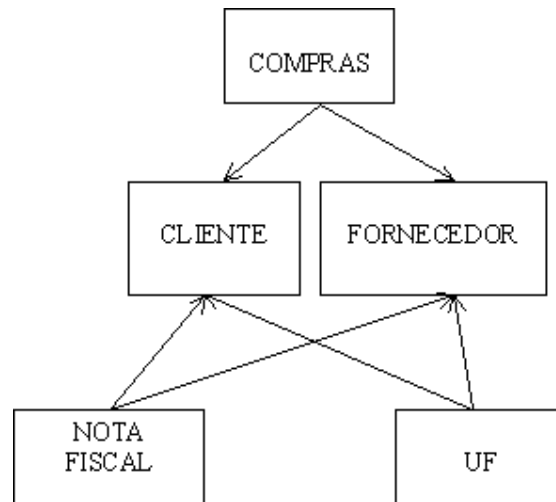 COMPRAS
CLIENTE
FORNECEDOR
NOTA
FISCAL
UF